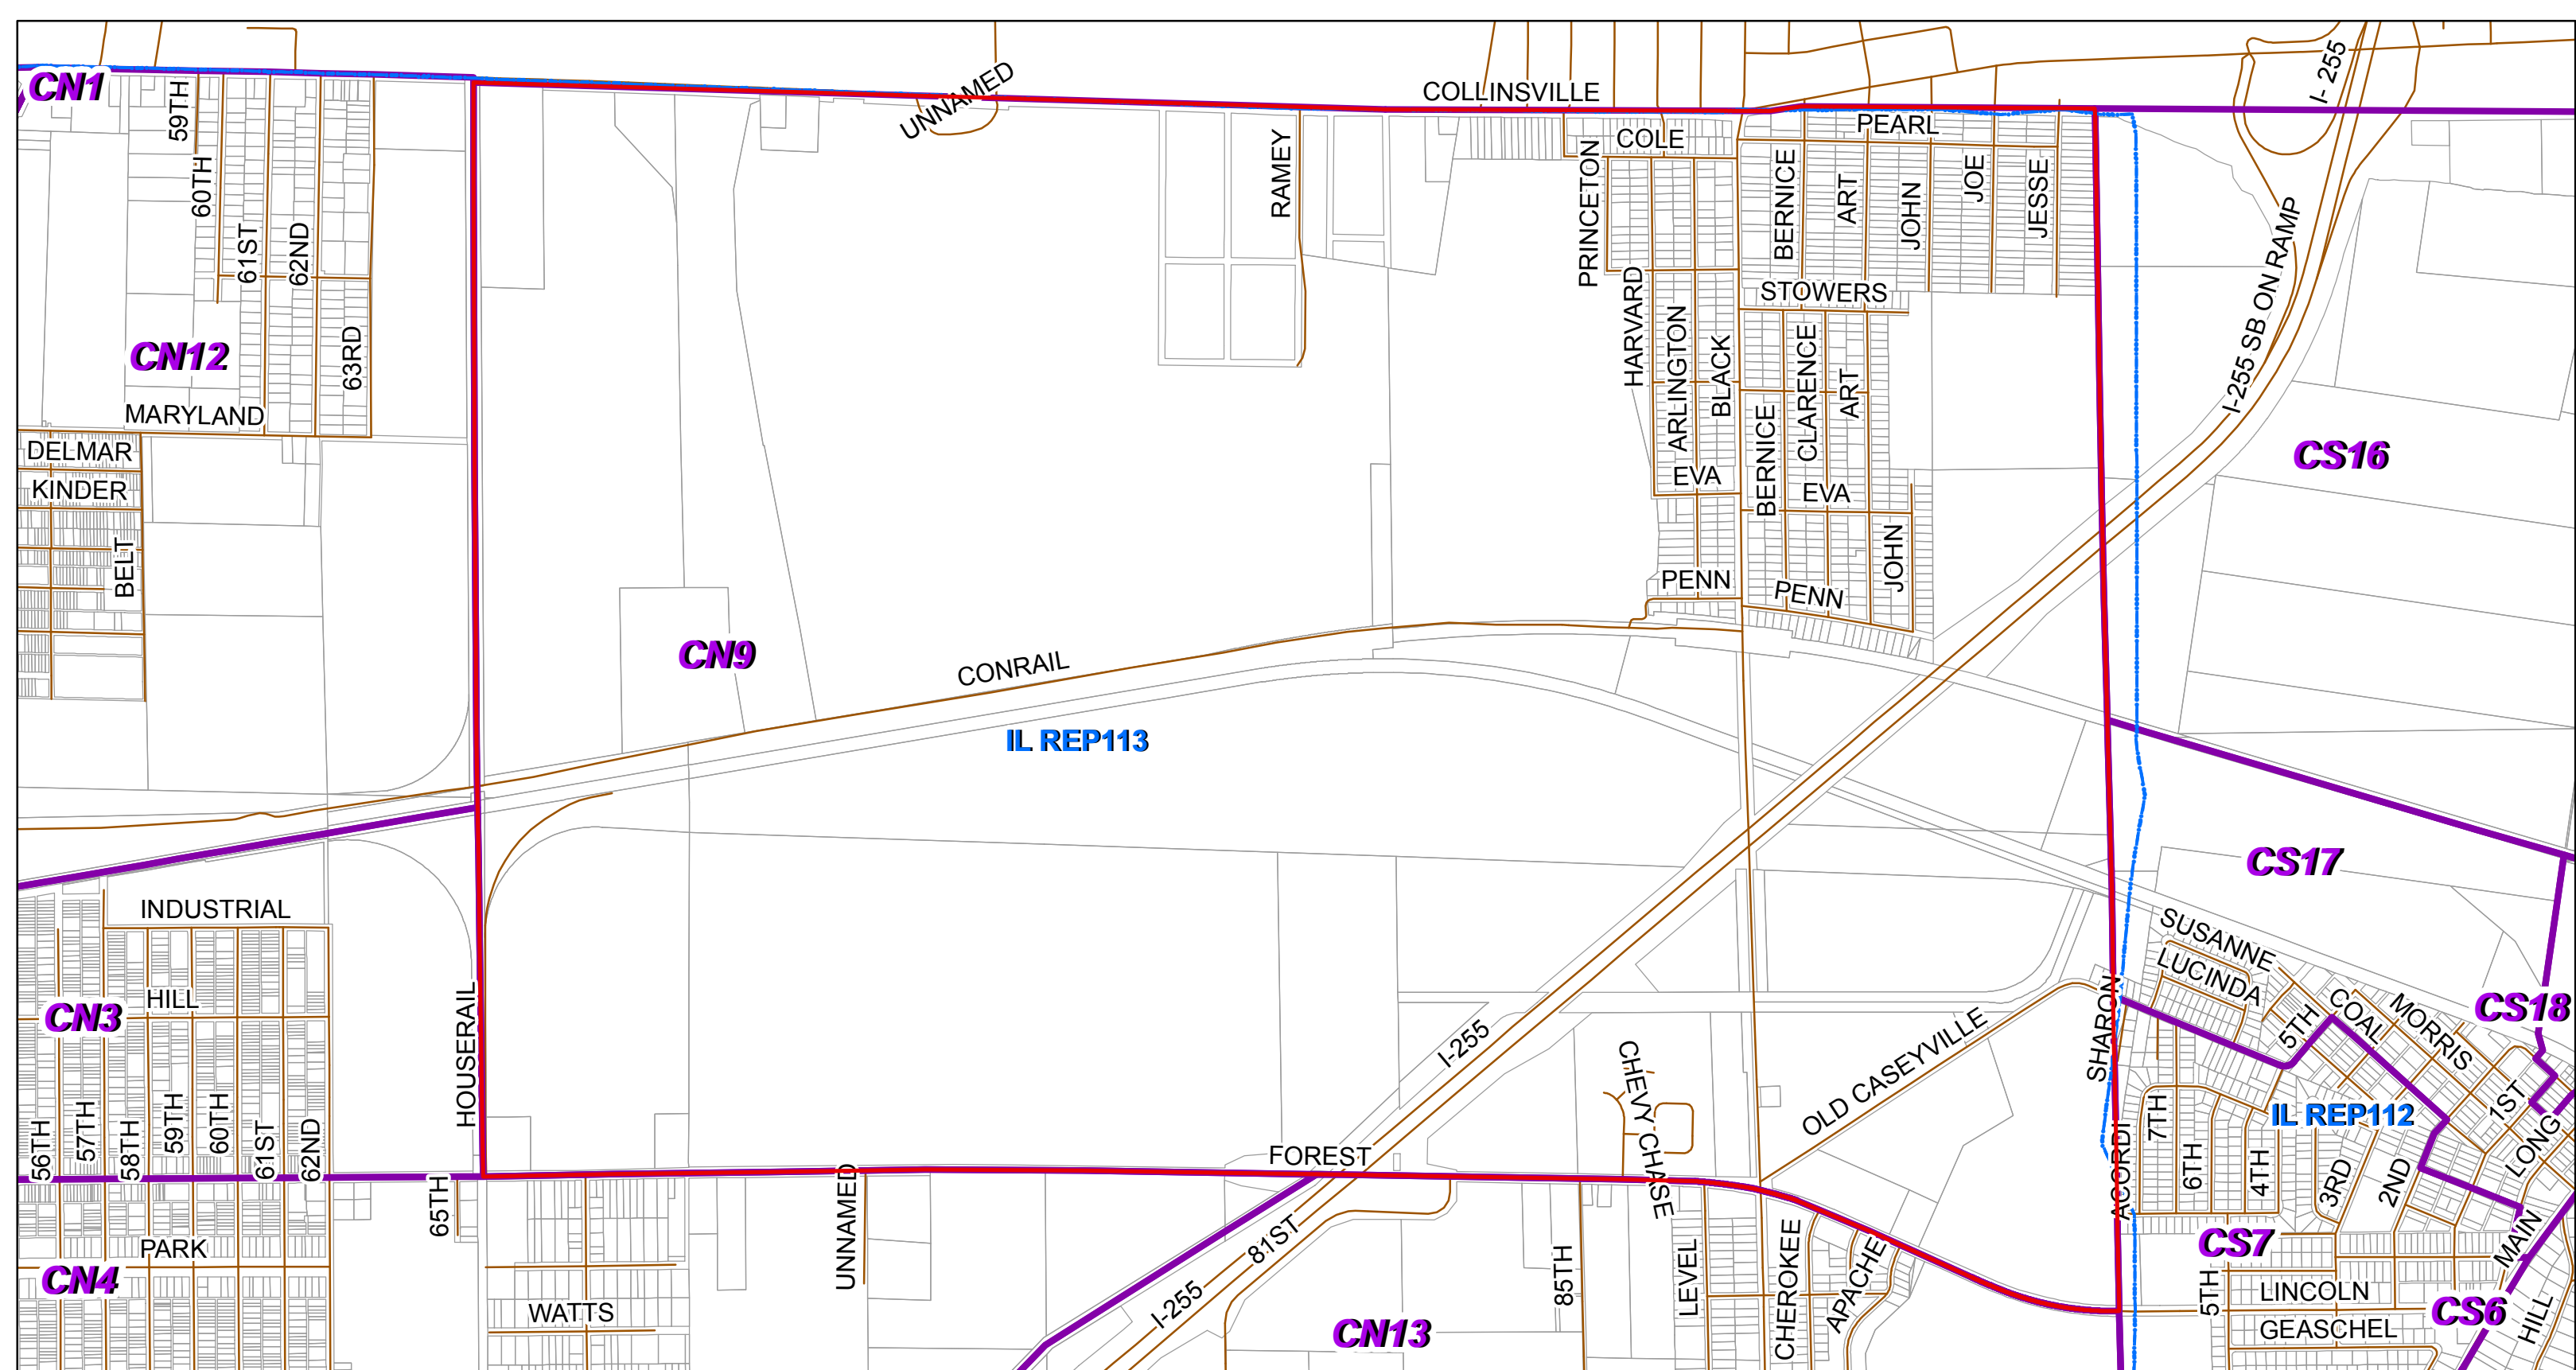 CN1
59TH
60TH
61ST
62ND
63RD
UNNAMED
COLLINSVILLE
RAMEY
COLE
PEARL
PRINCETON
BERNICE
ART
JOHN
JOE
JESSE
I- 255
I-255 SB ON RAMP
STOWERS
HARVARD
ARLINGTON
BLACK
CLARENCE
ART
BERNICE
CN12
MARYLAND
DELMAR
KINDER
BELT
CS16
EVA
EVA
JOHN
PENN
PENN
CN9
CONRAIL
IL REP113
CS17
INDUSTRIAL
HILL
CN3
HOUSERAIL
56TH
57TH
58TH
59TH
60TH
61ST
62ND
SUSANNE
LUCINDA
5TH
COAL
MORRIS
CS18
SHARON
I-255
CHEVY CHASE
OLD CASEYVILLE
ACORDI
7TH
IL REP112
1ST
LONG
6TH
4TH
3RD
2ND
FOREST
65TH
UNNAMED
PARK
CN4
WATTS
I-255
81ST
85TH
LEVEL
CHEROKEE
APACHE
CN13
CS7
MAIN
5TH
LINCOLN
CS6
GEASCHEL
HILL